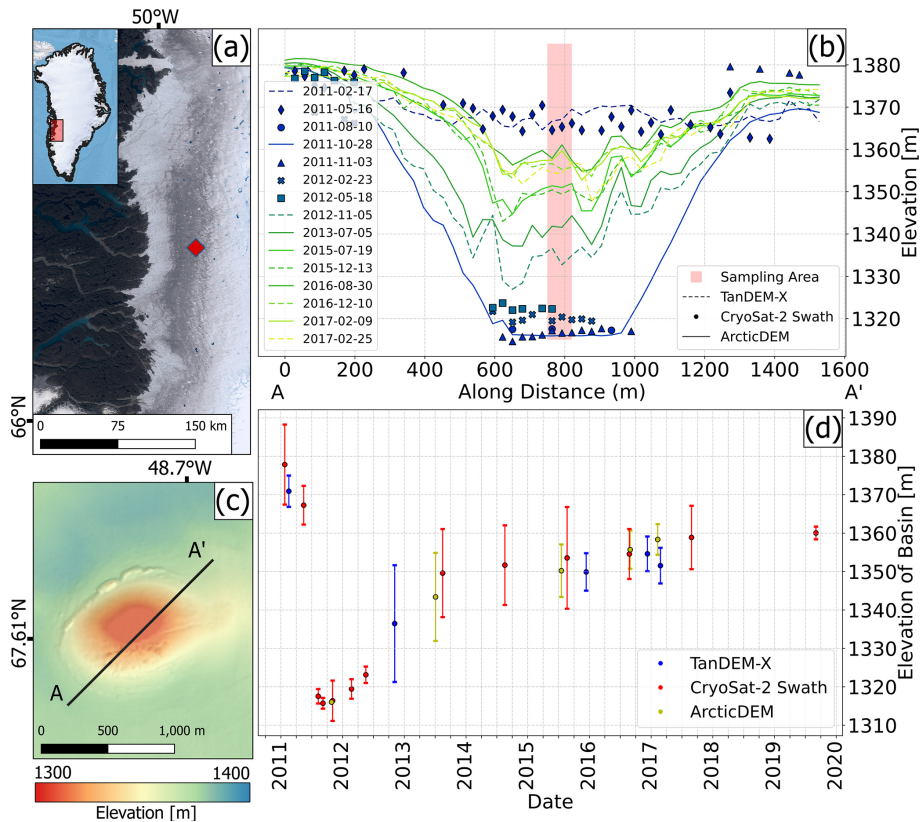 50°W
(a)
66°N
0 75 150 km
(b)
2011-02-17
2011-05-16
2011-08-10
2011-10-28
2011-11-03
2012-02-23
2012-05-18
2012-11-05
2013-07-05
2015-07-19
2015-12-13
2016-08-30
2016-12-10
2017-02-09
2017-02-25
Sampling Area
TanDEM-X
CryoSat-2 Swath
ArcticDEM
1380
1370
1360
1350
1340
1330
1320
Elevation [m]
0 200 400 600 800 1000 1200 1400 1600
A Along Distance (m) A'
48.7°W
(c)
67.61°N
A'
A
0 500 1,000 m
1300 1400
Elevation [m]
(d)
1390
1380
1370
1360
1350
1340
1330
1320
1310
Elevation of Basin [m]
TanDEM-X
CryoSat-2 Swath
ArcticDEM
2011 2012 2013 2014 2015 2016 2017 2018 2019 2020
Date